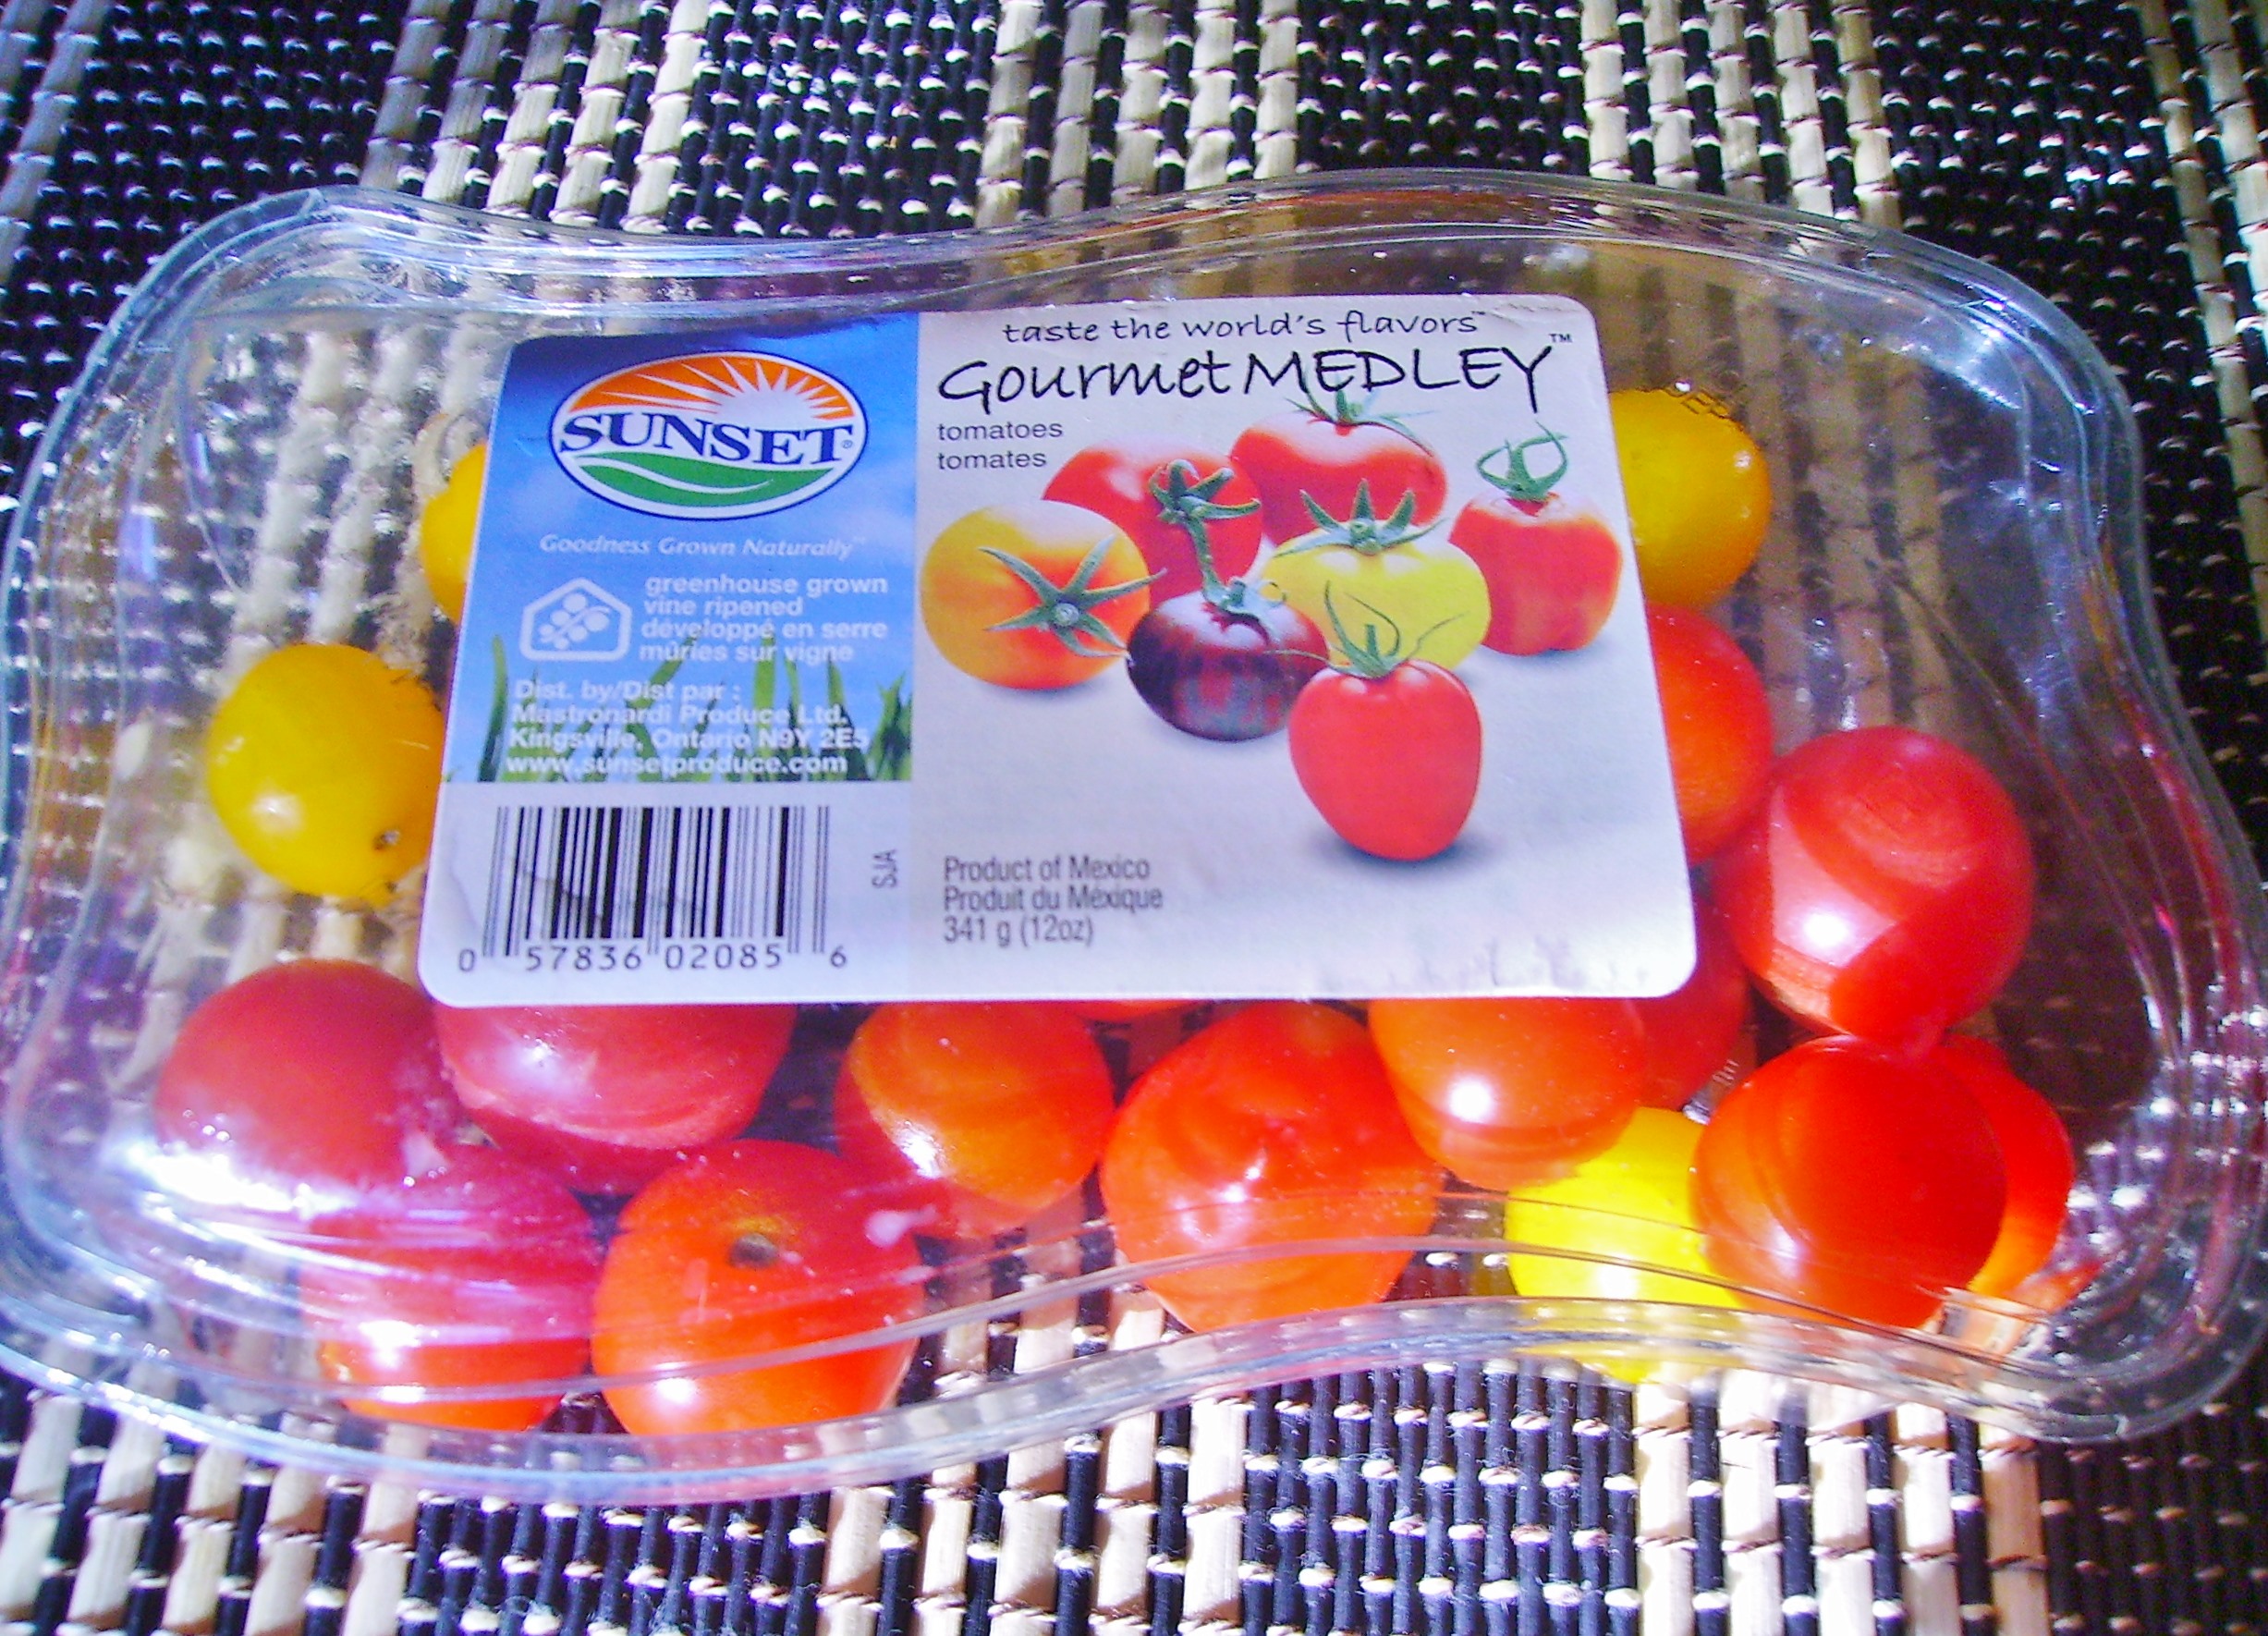 taste the world's flavors™
Gourmet MEDLEY™
tomatoes
tomates
SUNSET®
Goodness Grown Naturally™
greenhouse grown
vine ripened
développé en serre
mûries sur vigne
Dist. by/Dist par :
Mastronardi Produce Ltd.
Kingsville, Ontario N9Y 2E5
www.sunsetproduce.com
SJA
0 57836 02085 6
Product of Mexico
Produit du Méxique
341 g (12oz)